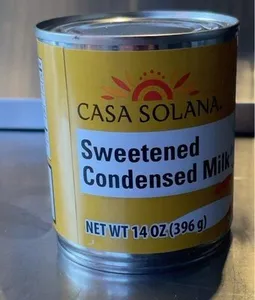 CASA SOLANA
Sweetened
Condensed Milk
NET WT 14 OZ (396 g)